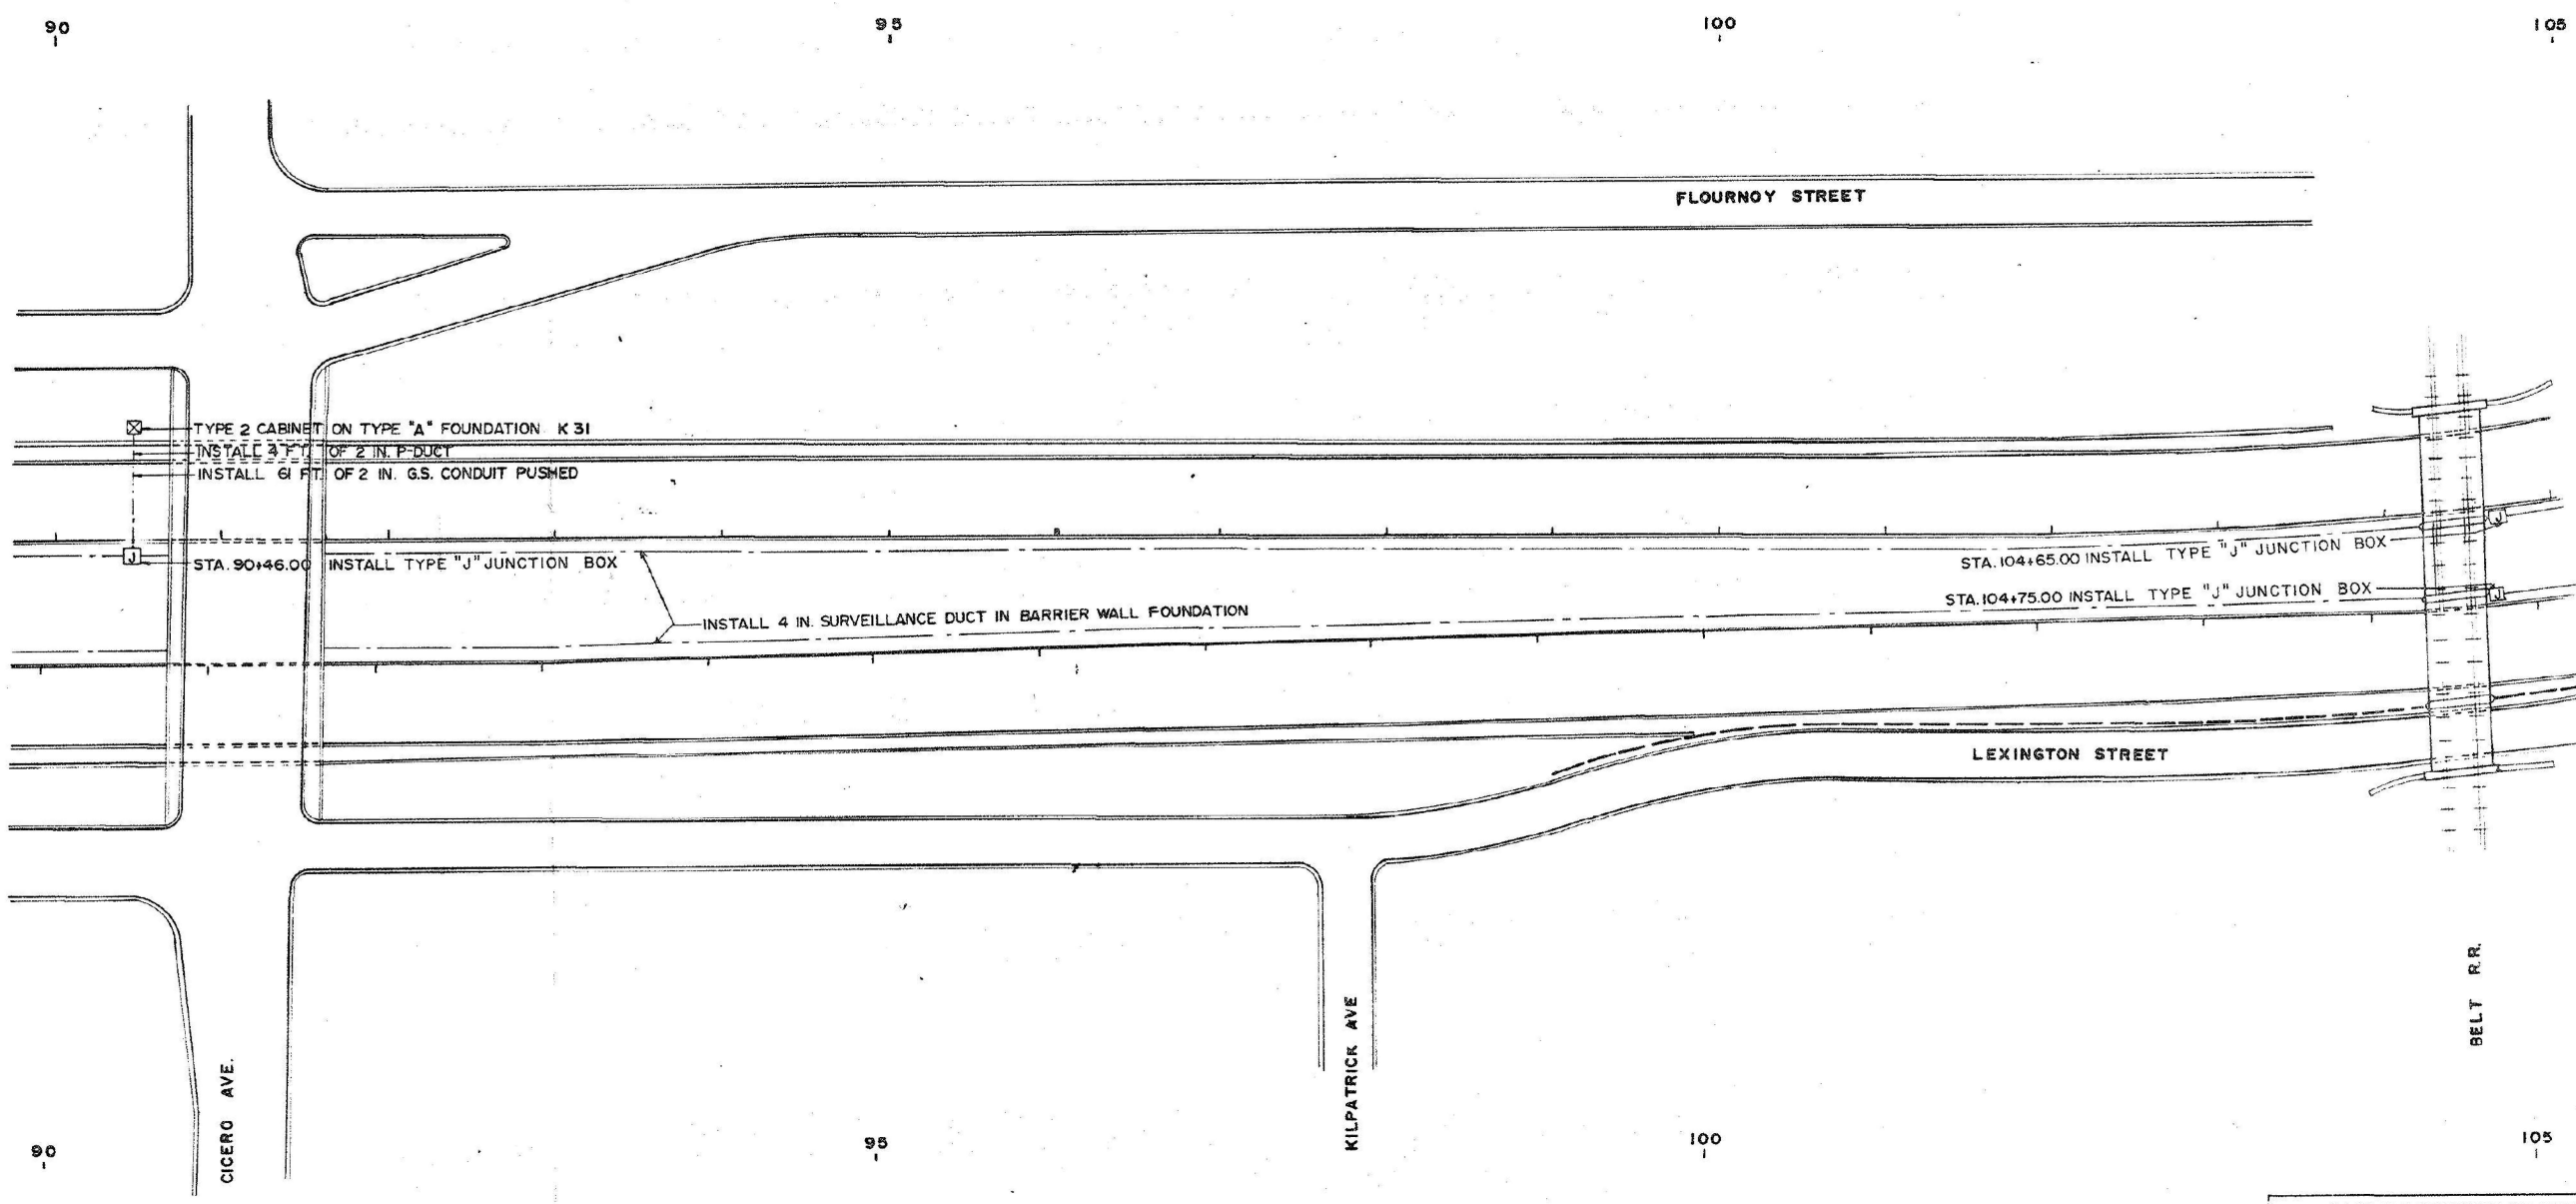 90 95 100 105
FLOURNOY STREET
TYPE 2 CABINET ON TYPE "A" FOUNDATION K 31
INSTALL 4 FT. OF 2 IN. P-DUCT
INSTALL 61 FT. OF 2 IN. G.S. CONDUIT PUSHED
J
J
STA. 90+46.00 INSTALL TYPE "J" JUNCTION BOX
STA. 104+65.00 INSTALL TYPE "J" JUNCTION BOX
STA. 104+75.00 INSTALL TYPE "J" JUNCTION BOX
J
INSTALL 4 IN. SURVEILLANCE DUCT IN BARRIER WALL FOUNDATION
LEXINGTON STREET
CICERO AVE.
KILPATRICK AVE
BELT R.R.
90 95 100 105